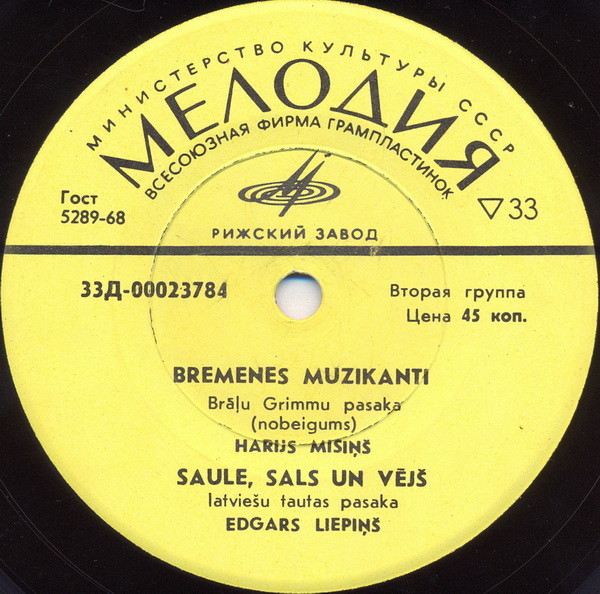 МИНИСТЕРСТВО КУЛЬТУРЫ СССР
МЕЛОДИЯ
ВСЕСОЮЗНАЯ ФИРМА ГРАМПЛАСТИНОК
Гост
5289-68
▽33
РИЖСКИЙ ЗАВОД
33Д-00023784
Вторая группа
Цена 45 коп.
BREMENES MUZIKANTI
Brāļu Grimmu pasaka
(nobeigums)
HARIJS MISIŅŠ
SAULE, SALS UN VĒJŠ
latviešu tautas pasaka
EDGARS LIEPIŅŠ